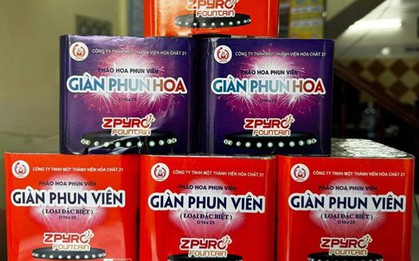 ZPYRO
FOUNTAIN
CÔNG TY TNHH MỘT THÀNH VIÊN HÓA CHẤT 21
PHÁO HOA PHUN VIÊN
GIÀN PHUN HOA
ZPYRO
FOUNTAIN
CÔNG TY TNHH MỘT THÀNH VIÊN HÓA CHẤT 21
PHÁO HOA PHUN VIÊN
GIÀN PHUN HOA
ZPYRO
FOUNTAIN
CÔNG TY TNHH MỘT THÀNH VIÊN HÓA CHẤT 21
PHÁO HOA PHUN VIÊN
GIÀN PHUN VIÊN
(LOẠI ĐẶC BIỆT)
ZPYRO
FOUNTAIN
CÔNG TY TNHH MỘT THÀNH VIÊN HÓA CHẤT 21
PHÁO HOA PHUN VIÊN
GIÀN PHUN VIÊN
(LOẠI ĐẶC BIỆT)
ZPYRO
FOUNTAIN
CÔNG TY TNHH MỘT THÀNH VIÊN HÓA CHẤT 21
PHÁO HOA PHUN VIÊN
GIÀN PHUN VIÊN
(LOẠI ĐẶC BIỆT)
ZPYRO
FOUNTAIN